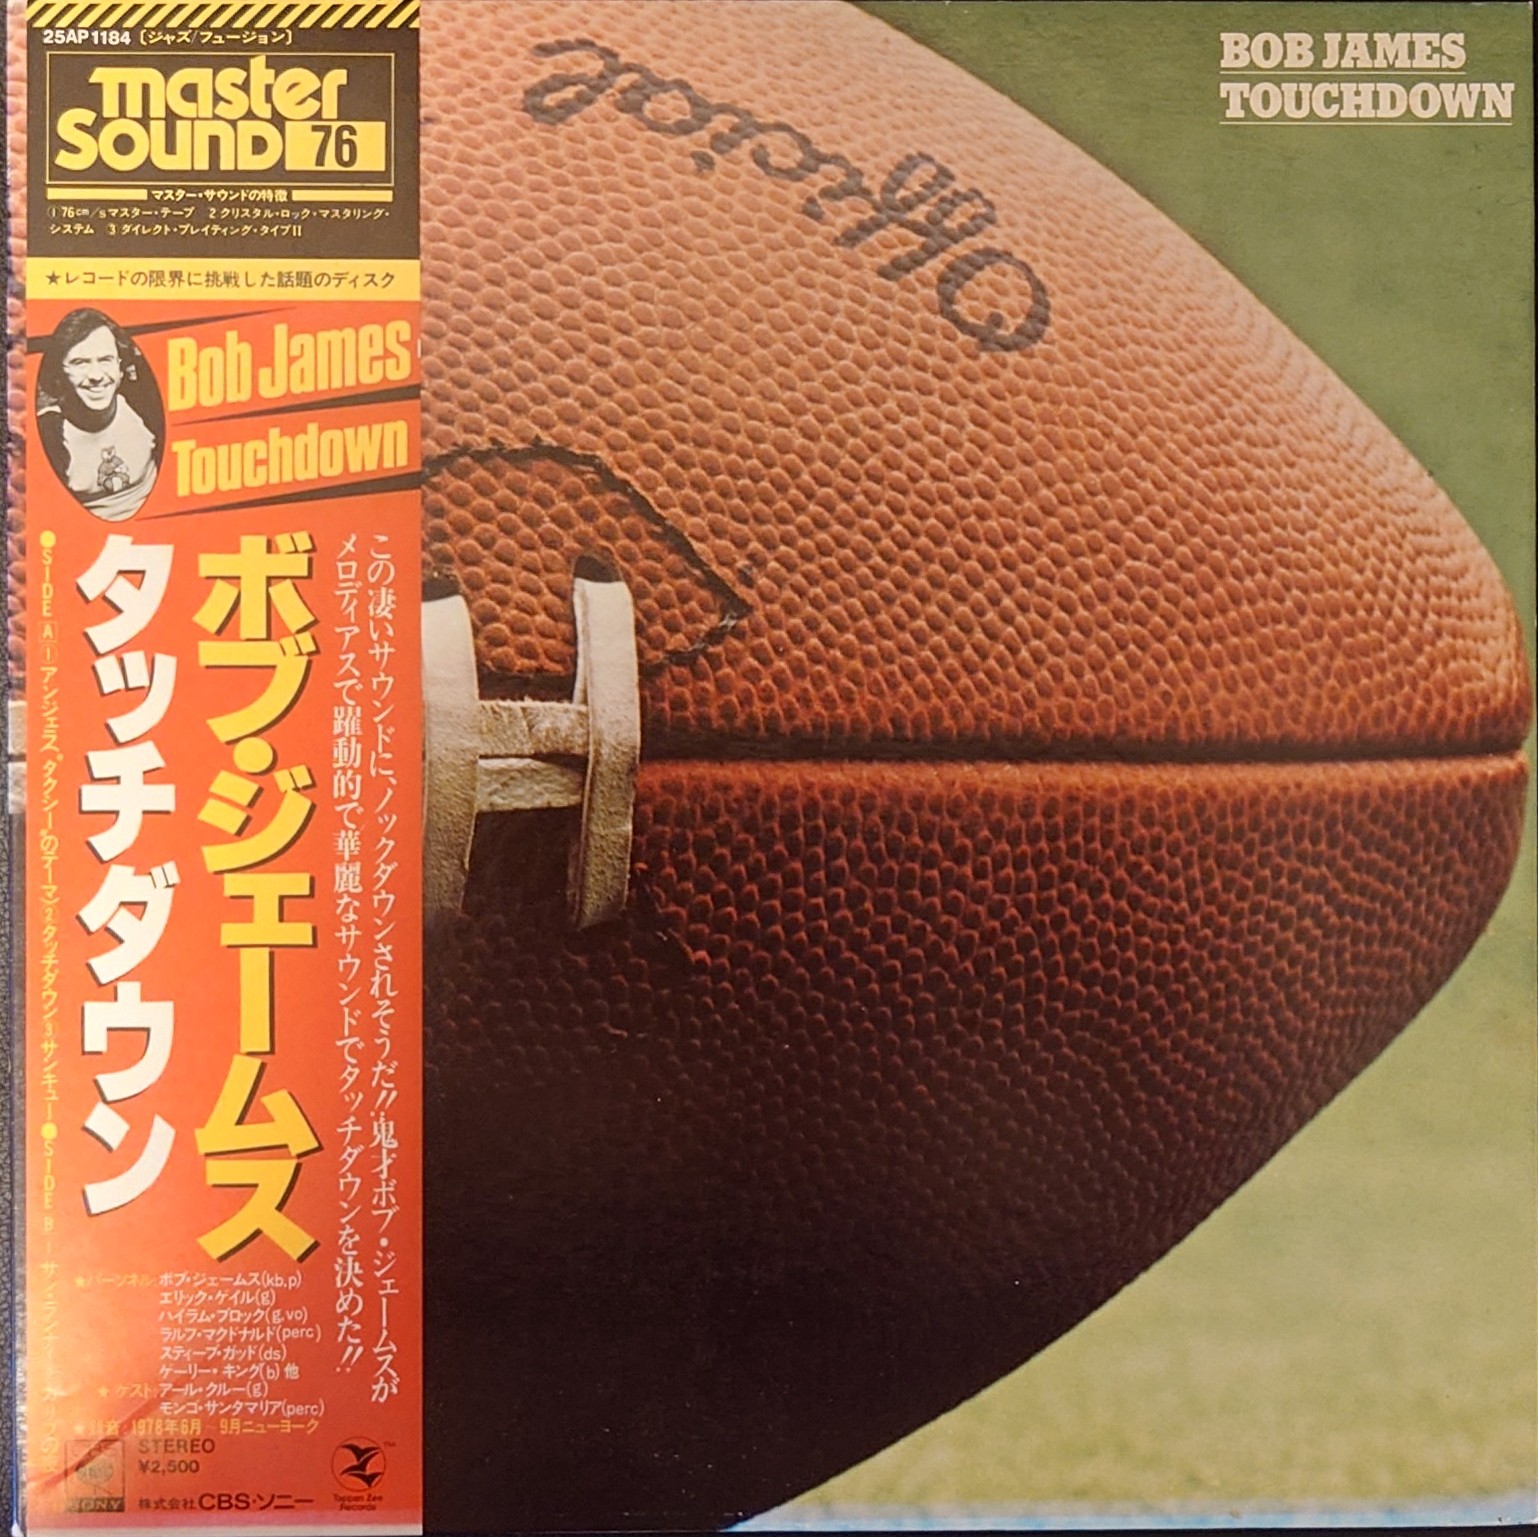 25AP1184 〔ジャズ/フュージョン〕
master
SOUND 76
マスター・サウンドの特徴
①76cm/sマスター・テープ 2クリスタル・ロック・マスタリング・
システム ③ダイレクト・プレイティング・タイプII
★レコードの限界に挑戦した話題のディスク
Bob James
Touchdown
この凄いサウンドに、ノックダウンされそうだ!!鬼才ボブ・ジェームスが
メロディアスで躍動的で華麗なサウンドでタッチダウンを決めた!!
ボブ・ジェームス
タッチダウン
●SIDE A 1アンジェラ〝タクシー〟のテーマ〉2タッチダウン3サンキュー●SIDE B
★パーソネル:ボブ・ジェームス(kb,p)
エリック・ゲイル(g)
ハイラム・ブロック(g,vo)
ラルフ・マクドナルド(perc)
スティーブ・ガッド(ds)
ゲーリー・キング(b)他
★ゲスト:アール・クルー(g)
モンゴ・サンタマリア(perc)
★録音:1978年6月~9月ニューヨーク
STEREO
¥2,500
SONY
株式会社CBS・ソニー
Tappan Zee
Records
TM
Official
BOB JAMES
TOUCHDOWN